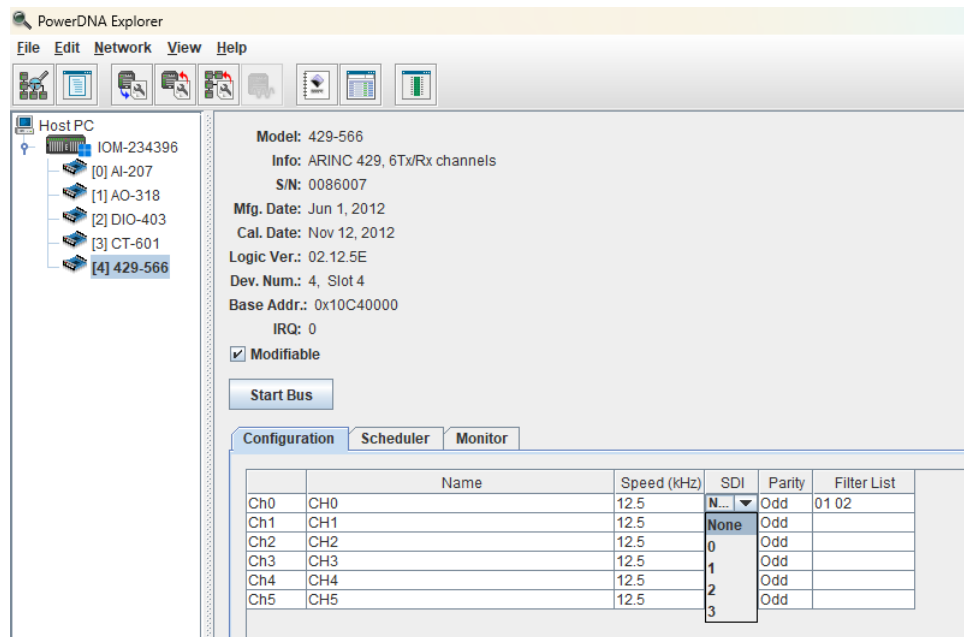 PowerDNA Explorer
File Edit Network View Help
Host PC
IOM-234396
[0] AI-207
[1] AO-318
[2] DIO-403
[3] CT-601
[4] 429-566
Model: 429-566
Info: ARINC 429, 6Tx/Rx channels
S/N: 0086007
Mfg. Date: Jun 1, 2012
Cal. Date: Nov 12, 2012
Logic Ver.: 02.12.5E
Dev. Num.: 4, Slot 4
Base Addr.: 0x10C40000
IRQ: 0
Modifiable
Start Bus
Configuration Scheduler Monitor
Name Speed (kHz) SDI Parity Filter List
Ch0 CH0 12.5 N... Odd 01 02
Ch1 CH1 12.5 None Odd
Ch2 CH2 12.5 0 Odd
Ch3 CH3 12.5 1 Odd
Ch4 CH4 12.5 2 Odd
Ch5 CH5 12.5 3 Odd